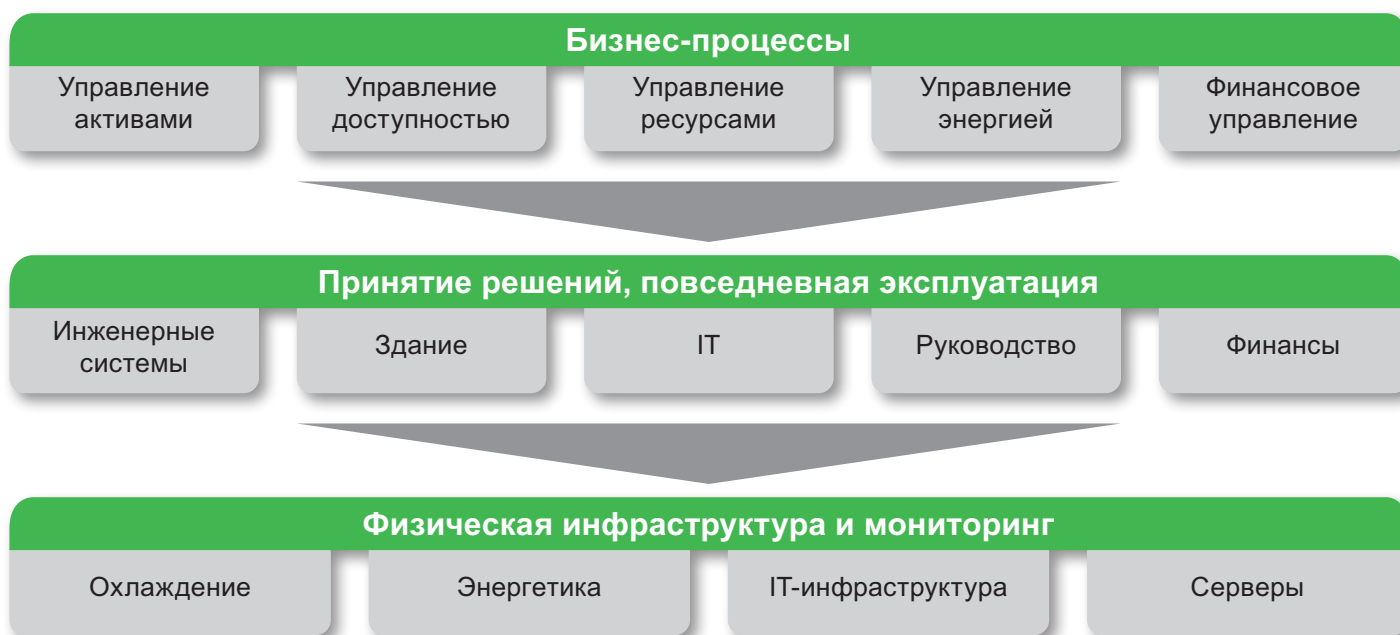 Бизнес-процессы
Управление
активами
Управление
доступностью
Управление
ресурсами
Управление
энергией
Финансовое
управление
Принятие решений, повседневная эксплуатация
Инженерные
системы
Здание
IT
Руководство
Финансы
Физическая инфраструктура и мониторинг
Охлаждение
Энергетика
IT-инфраструктура
Серверы